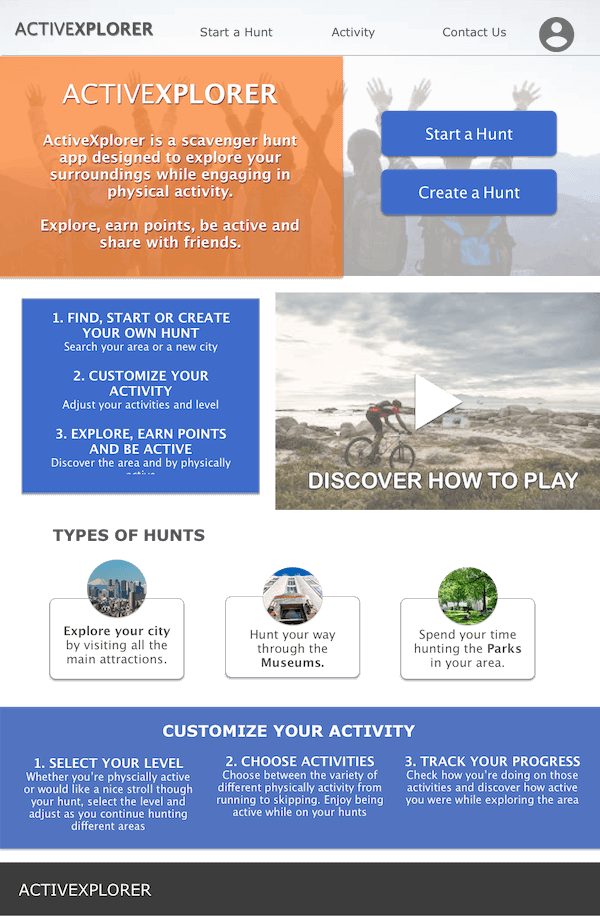 ACTIVEXPLORER
Start a Hunt
Activity
Contact Us
ACTIVEXPLORER
ActiveXplorer is a scavenger hunt
app designed to explore your
surroundings while engaging in
physical activity.
Explore, earn points, be active and
share with friends.
Start a Hunt
Create a Hunt
1. FIND, START OR CREATE
YOUR OWN HUNT
Search your area or a new city
2. CUSTOMIZE YOUR
ACTIVITY
Adjust your activities and level
3. EXPLORE, EARN POINTS
AND BE ACTIVE
Discover the area and by physically
DISCOVER HOW TO PLAY
TYPES OF HUNTS
Explore your city
by visiting all the
main attractions.
Hunt your way
through the
Museums.
Spend your time
hunting the Parks
in your area.
CUSTOMIZE YOUR ACTIVITY
1. SELECT YOUR LEVEL
Whether you’re physcially active
or would like a nice stroll though
your hunt, select the level and
adjust as you continue hunting
different areas
2. CHOOSE ACTIVITIES
Choose between the variety of
different physically activity from
running to skipping. Enjoy being
active while on your hunts
3. TRACK YOUR PROGRESS
Check how you’re doing on those
activities and discover how active
you were while exploring the area
ACTIVEXPLORER